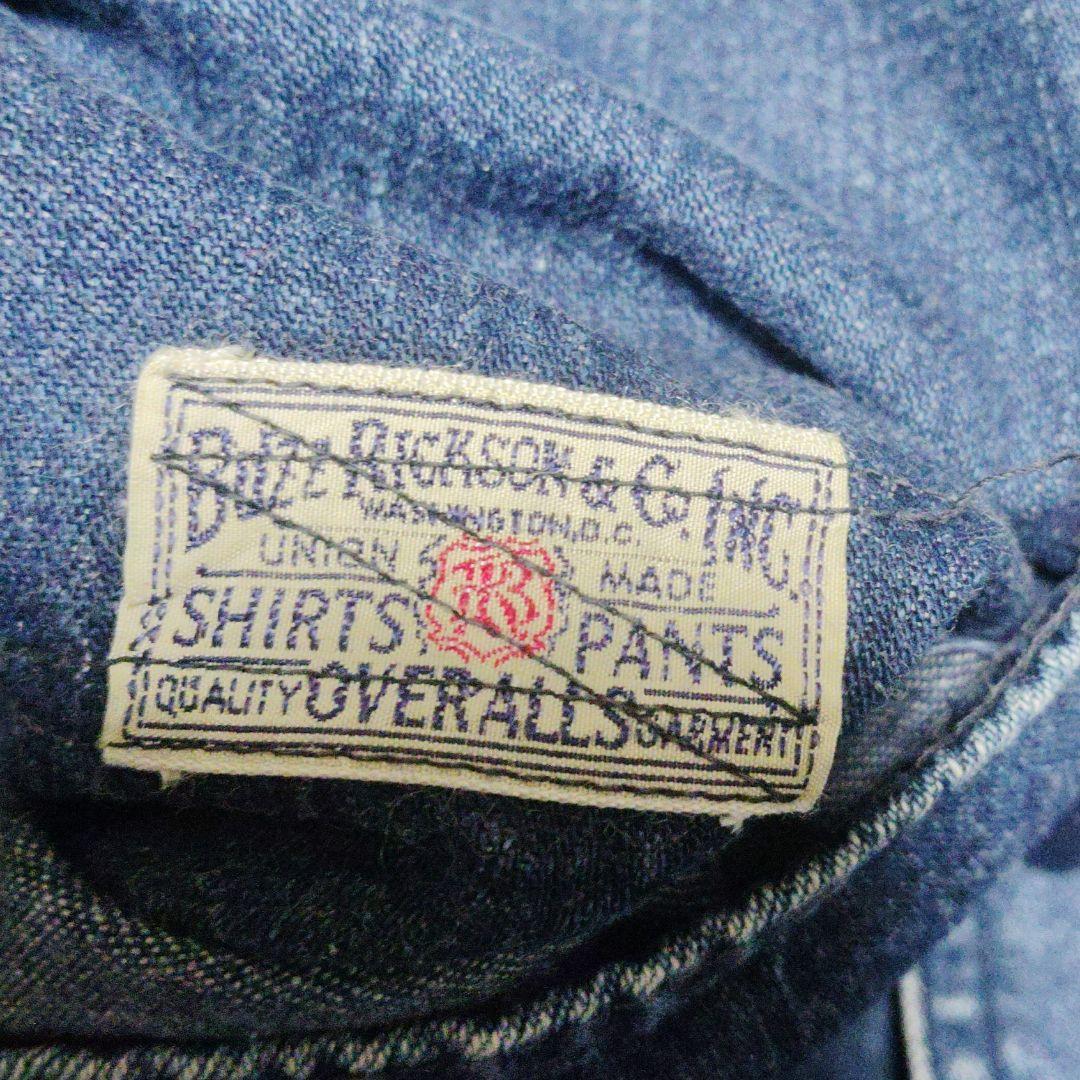 BUZZ RICKSON & Co. INC.
WASHINGTON, D.C.
UNION MADE
SHIRTS PANTS
QUALITY OVERALLS GARMENT